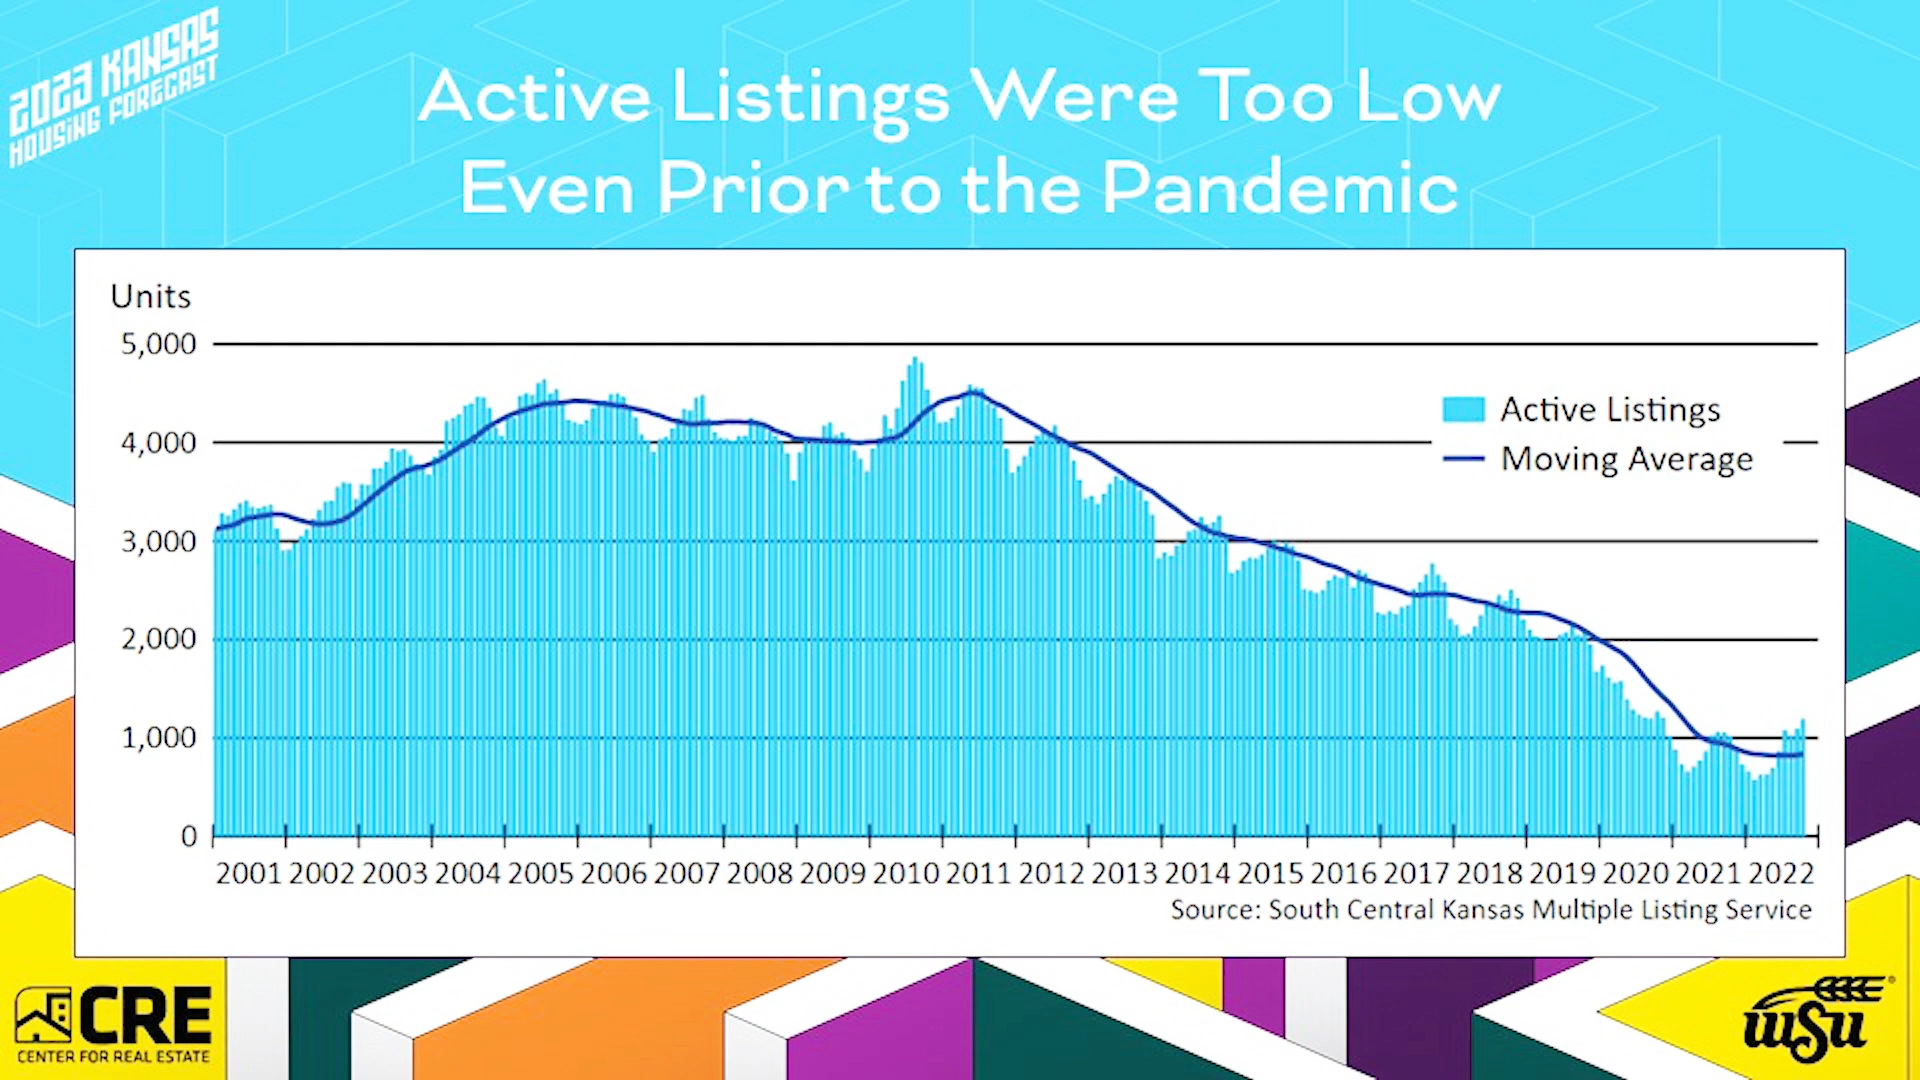 2023 KANSAS
HOUSING FORECAST
Active Listings Were Too Low
Even Prior to the Pandemic
Units
5,000
4,000
3,000
2,000
1,000
0
Active Listings
Moving Average
2001 2002 2003 2004 2005 2006 2007 2008 2009 2010 2011 2012 2013 2014 2015 2016 2017 2018 2019 2020 2021 2022
Source: South Central Kansas Multiple Listing Service
CRE
CENTER FOR REAL ESTATE
WSU